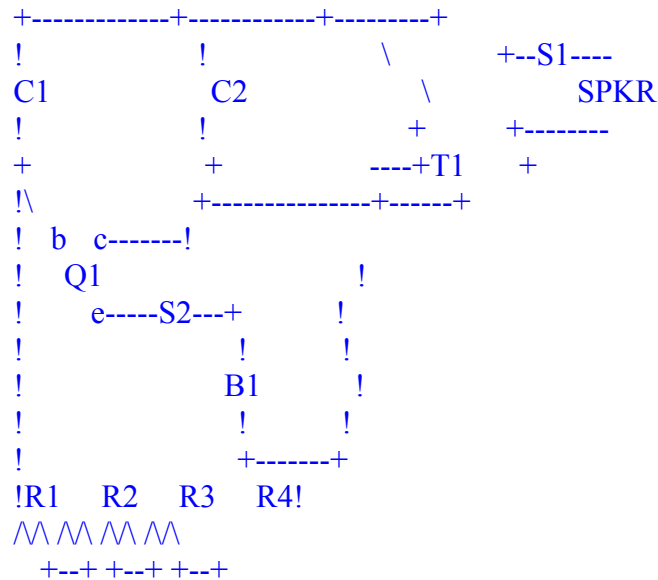 +-------------+------------+---------+
!                    !                    \          +--S1----
C1                  C2                    \               SPKR
!                    !                       +        +--------
+                    +                ----+T1      +
!\                  +---------------+------+
!  b  c-------!
!   Q1                                  !
!       e-----S2---+            !
!                       !            !
!                      B1            !
!                       !            !
!                       +-------+
!R1    R2    R3    R4!
/\/\ /\/\ /\/\ /\/\
   +--+ +--+ +--+